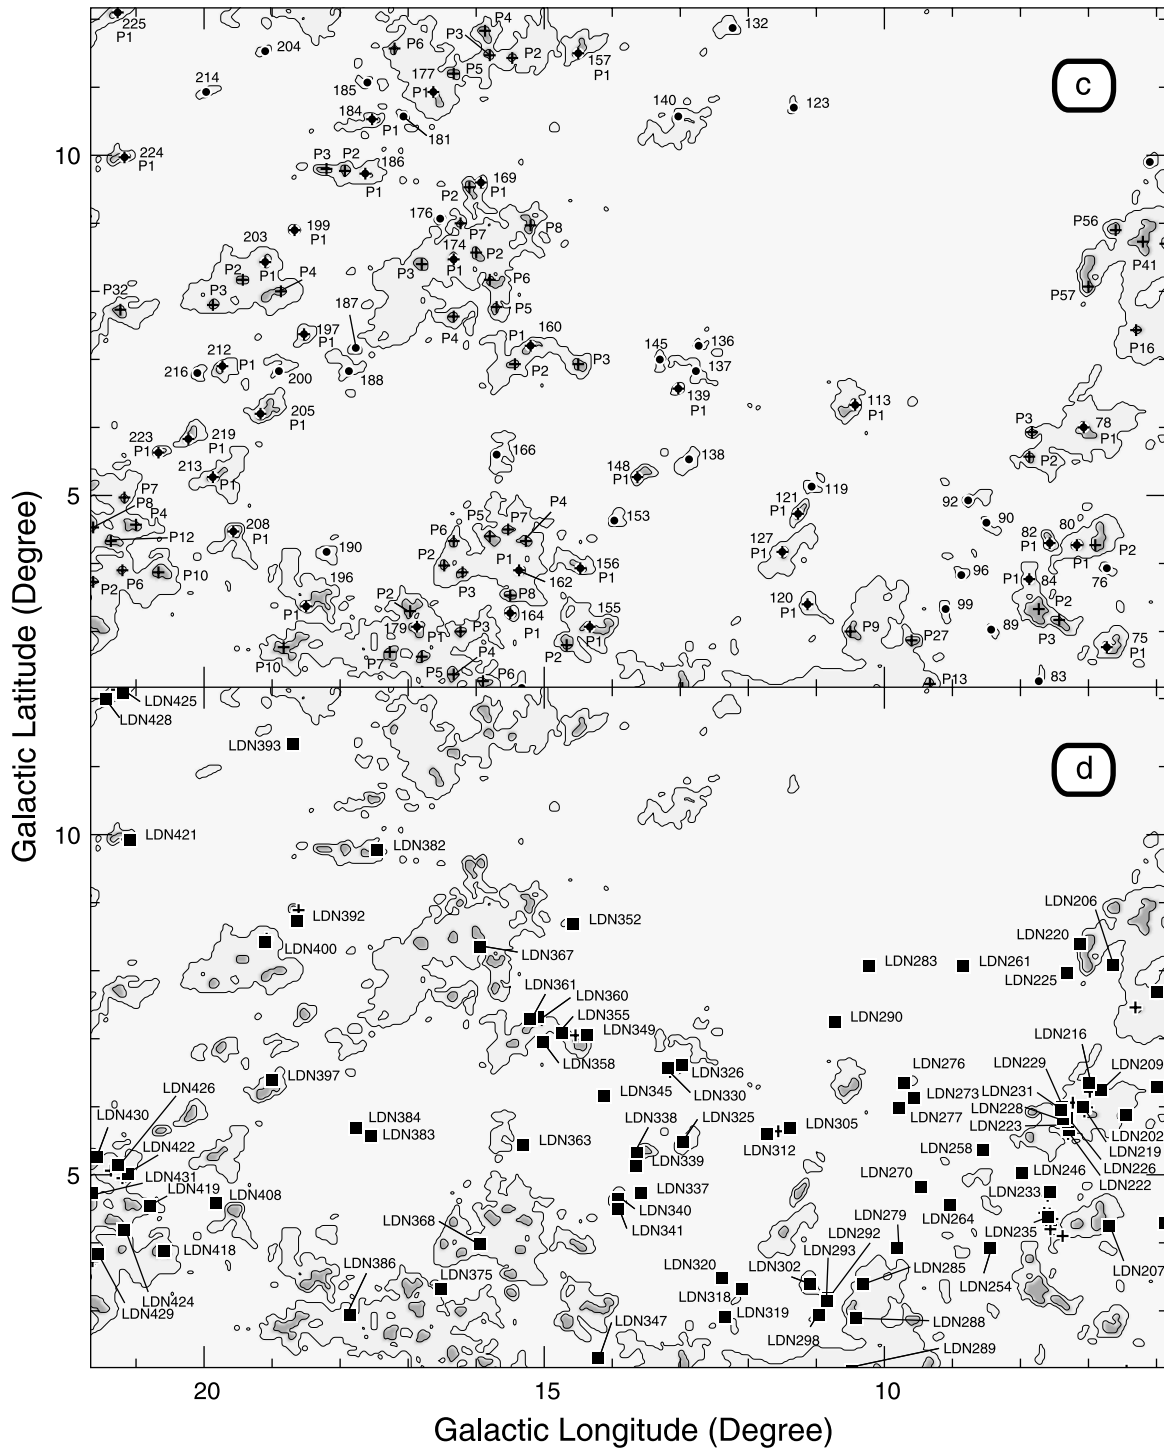 225
P1
204
P4
P3
P6
P2
P5
157
P1
132
c
214
185
177
P1
184
P1
181
140
123
10
224
P1
P3
P2
186
P1
169
P2
P1
199
P1
176
P7
P8
P56
203
P2
P1
P4
P3
174
P1
P2
P3
P6
P5
P4
P41
P57
P32
187
197
P1
P1
160
P2
P3
P16
212
P1
216
200
188
145
136
137
139
P1
205
P1
113
P1
219
P1
223
P1
213
P1
166
148
P1
138
P3
78
P1
P2
5
P7
P8
P4
P12
P2
P6
P10
208
P1
190
196
P1
P10
P4
P5
P7
P6
P2
P1
P3
162
156
P1
153
121
P1
119
127
P1
120
P1
92
90
82
P1
80
P1
P2
96
P1
84
76
99
P2
89
P3
75
P1
83
P2
179
P1
P3
P8
164
P1
155
P1
P2
P7
P4
P5
P6
P9
P27
P13
Galactic Latitude (Degree)
LDN425
LDN428
LDN393
d
10
LDN421
LDN382
LDN392
LDN352
LDN206
LDN400
LDN367
LDN220
LDN283
LDN261
LDN225
LDN361
LDN360
LDN355
LDN349
LDN358
LDN290
LDN216
LDN397
LDN326
LDN330
LDN276
LDN229
LDN209
LDN426
LDN345
LDN273
LDN231
LDN430
LDN384
LDN338
LDN325
LDN305
LDN277
LDN228
LDN422
LDN383
LDN363
LDN223
LDN202
LDN312
LDN258
LDN219
LDN431
LDN339
LDN226
5
LDN419
LDN408
LDN337
LDN270
LDN246
LDN222
LDN340
LDN233
LDN368
LDN341
LDN279
LDN264
LDN235
LDN418
LDN386
LDN292
LDN293
LDN375
LDN320
LDN302
LDN285
LDN254
LDN207
LDN424
LDN318
LDN429
LDN347
LDN319
LDN288
LDN298
LDN289
20
15
10
Galactic Longitude (Degree)